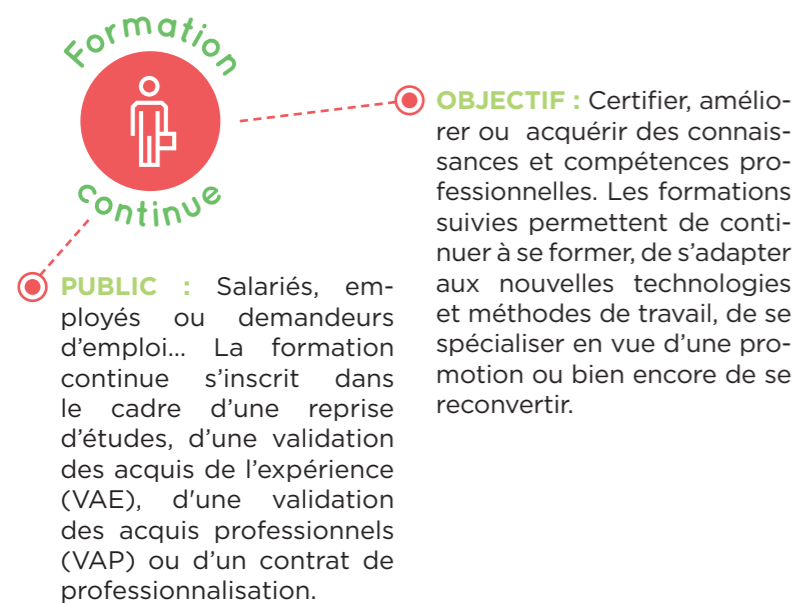 Formation
continue
OBJECTIF : Certifier, amélio-
rer ou acquérir des connais-
sances et compétences pro-
fessionnelles. Les formations
suivies permettent de conti-
nuer à se former, de s’adapter
aux nouvelles technologies
et méthodes de travail, de se
spécialiser en vue d’une pro-
motion ou bien encore de se
reconvertir.
PUBLIC : Salariés, em-
ployés ou demandeurs
d’emploi... La formation
continue s’inscrit dans
le cadre d’une reprise
d’études, d’une validation
des acquis de l’expérience
(VAE), d'une validation
des acquis professionnels
(VAP) ou d’un contrat de
professionnalisation.